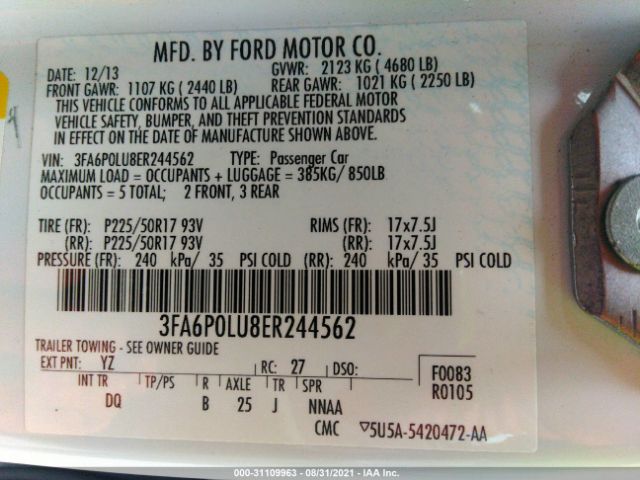 MFD. BY FORD MOTOR CO.
DATE: 12/13 GVWR: 2123 KG ( 4680 LB)
FRONT GAWR: 1107 KG ( 2440 LB) REAR GAWR: 1021 KG ( 2250 LB)
THIS VEHICLE CONFORMS TO ALL APPLICABLE FEDERAL MOTOR
VEHICLE SAFETY, BUMPER, AND THEFT PREVENTION STANDARDS
IN EFFECT ON THE DATE OF MANUFACTURE SHOWN ABOVE.
VIN: 3FA6P0LU8ER244562 TYPE: Passenger Car
MAXIMUM LOAD = OCCUPANTS + LUGGAGE = 385KG/ 850LB
OCCUPANTS = 5 TOTAL; 2 FRONT, 3 REAR
TIRE (FR): P225/50R17 93V RIMS (FR): 17x7.5J
(RR): P225/50R17 93V (RR): 17x7.5J
PRESSURE (FR): 240 kPa/ 35 PSI COLD (RR): 240 kPa/ 35 PSI COLD
3FA6P0LU8ER244562
TRAILER TOWING - SEE OWNER GUIDE
EXT PNT: YZ RC: 27 DSO: F0083
INT TR TP/PS R AXLE TR SPR R0105
DQ B 25 J NNAA
CMC ▽5U5A-5420472-AA
000-31109963 - 08/31/2021 - IAA Inc.